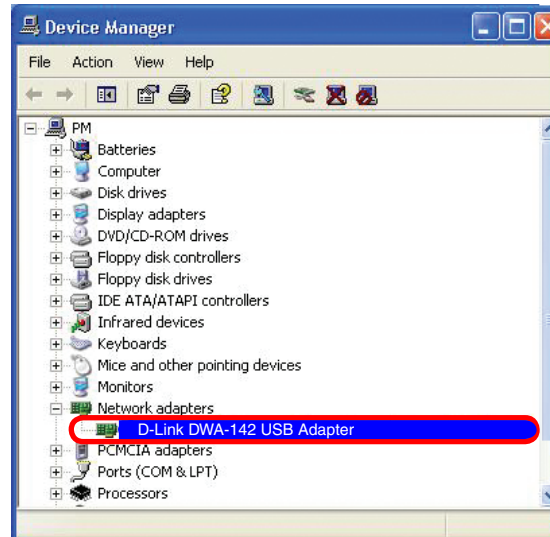 Device Manager
File Action View Help
PM
Batteries
Computer
Disk drives
Display adapters
DVD/CD-ROM drives
Floppy disk controllers
Floppy disk drives
IDE ATA/ATAPI controllers
Infrared devices
Keyboards
Mice and other pointing devices
Monitors
Network adapters
D-Link DWA-142 USB Adapter
PCMCIA adapters
Ports (COM & LPT)
Processors